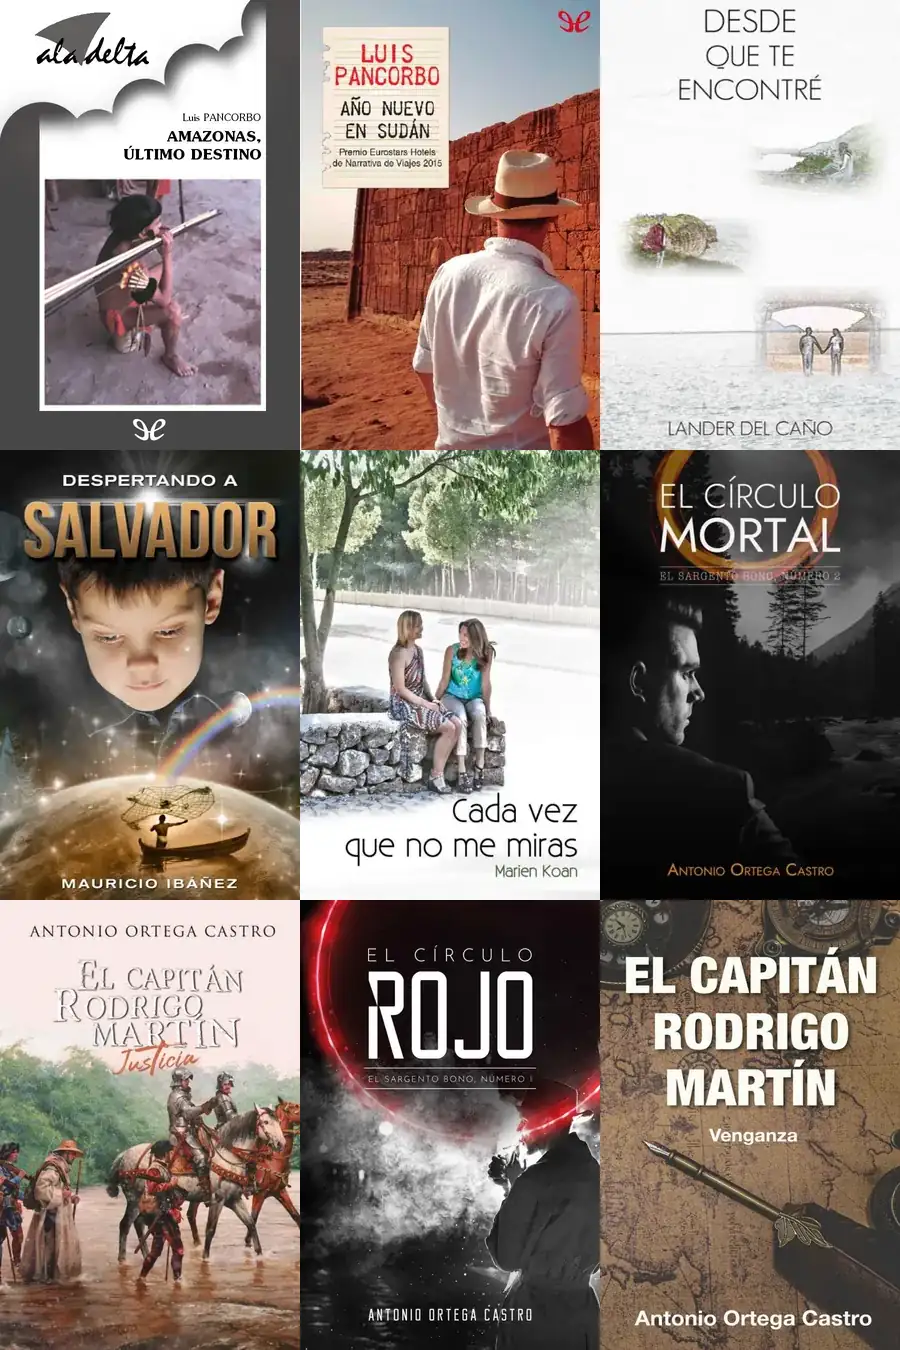 ala delta
Luis PANCORBO
AMAZONAS,
ÚLTIMO DESTINO
LUIS
PANCORBO
AÑO NUEVO
EN SUDÁN
Premio Eurostars Hotels
de Narrativa de Viajes 2015
DESDE
QUE TE
ENCONTRÉ
LANDER DEL CAÑO
DESPERTANDO A
SALVADOR
MAURICIO IBÁÑEZ
Cada vez
que no me miras
Marien Koan
EL CÍRCULO
MORTAL
EL SARGENTO BONO, NÚMERO 2
ANTONIO ORTEGA CASTRO
ANTONIO ORTEGA CASTRO
EL CAPITÁN
RODRIGO
MARTÍN
Justicia
EL CÍRCULO
ROJO
EL SARGENTO BONO, NÚMERO 1
ANTONIO ORTEGA CASTRO
EL CAPITÁN
RODRIGO
MARTÍN
Venganza
Antonio Ortega Castro